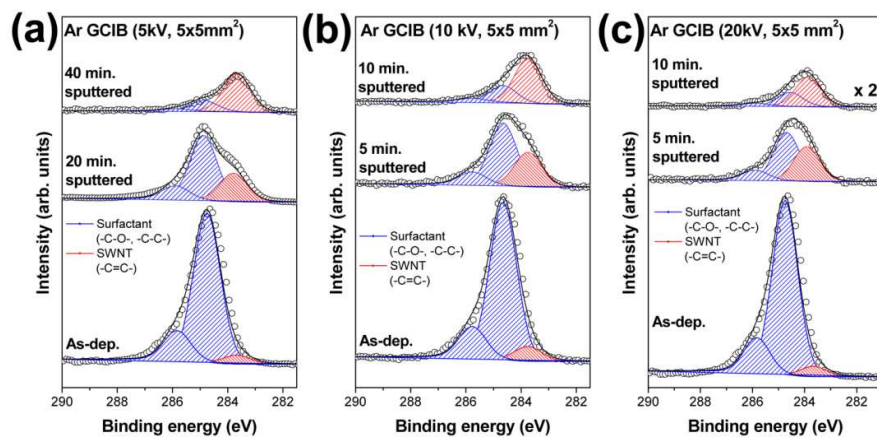 (a)
Ar GCIB (5kV, 5x5mm²)
40 min.
sputtered
20 min.
sputtered
Surfactant
(-C-O-, -C-C-)
SWNT
(-C=C-)
As-dep.
Intensity (arb. units)
290 288 286 284 282
Binding energy (eV)
(b)
Ar GCIB (10 kV, 5x5 mm²)
10 min.
sputtered
5 min.
sputtered
Surfactant
(-C-O-, -C-C-)
SWNT
(-C=C-)
As-dep.
Intensity (arb. units)
290 288 286 284 282
Binding energy (eV)
(c)
Ar GCIB (20kV, 5x5 mm²)
10 min.
sputtered
x 2
5 min.
sputtered
Surfactant
(-C-O-, -C-C-)
SWNT
(-C=C-)
As-dep.
Intensity (arb. units)
290 288 286 284 282
Binding energy (eV)